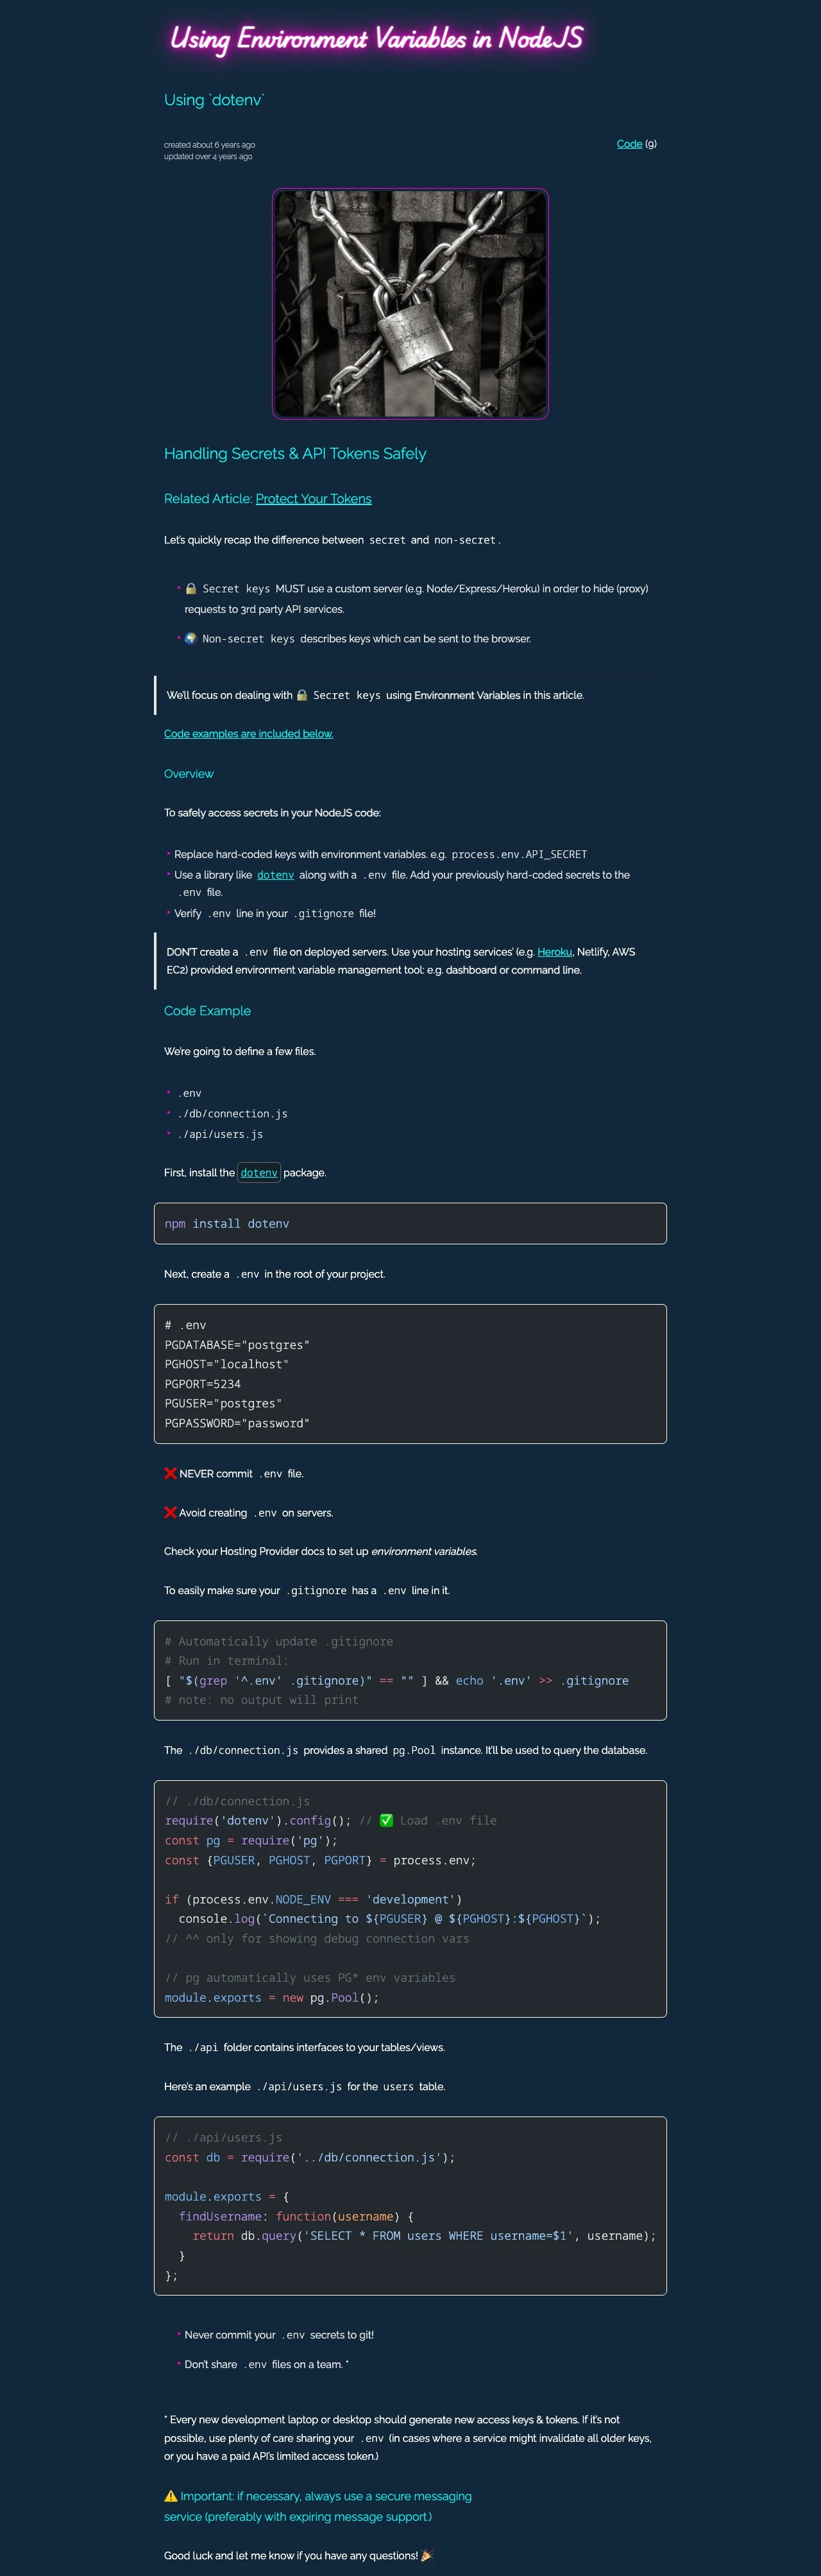 Using Environment Variables in NodeJS
Using `dotenv`
created about 6 years ago
updated over 4 years ago
Code (9)
Handling Secrets & API Tokens Safely
Related Article: Protect Your Tokens
Let's quickly recap the difference between secret and non-secret.
🔒 Secret keys MUST use a custom server (e.g. Node/Express/Heroku) in order to hide (proxy)
requests to 3rd party API services.
🌍 Non-secret keys describes keys which can be sent to the browser.
We'll focus on dealing with 🔒 Secret keys using Environment Variables in this article.
Code examples are included below.
Overview
To safely access secrets in your NodeJS code:
Replace hard-coded keys with environment variables. e.g. process.env.API_SECRET
Use a library like dotenv along with a .env file. Add your previously hard-coded secrets to the
.env file.
Verify .env line in your .gitignore file!
DON'T create a .env file on deployed servers. Use your hosting services' (e.g. Heroku, Netlify, AWS
EC2) provided environment variable management tool: e.g. dashboard or command line.
Code Example
We're going to define a few files.
.env
./db/connection.js
./api/users.js
First, install the dotenv package.
npm install dotenv
Next, create a .env in the root of your project.
# .env
PGDATABASE="postgres"
PGHOST="localhost"
PGPORT=5234
PGUSER="postgres"
PGPASSWORD="password"
❌ NEVER commit .env file.
❌ Avoid creating .env on servers.
Check your Hosting Provider docs to set up environment variables.
To easily make sure your .gitignore has a .env line in it.
# Automatically update .gitignore
# Run in terminal:
[ "$(grep '^.env' .gitignore)" == "" ] && echo '.env' >> .gitignore
# note: no output will print
The ./db/connection.js provides a shared pg.Pool instance. It'll be used to query the database.
// ./db/connection.js
require('dotenv').config(); // ✅ Load .env file
const pg = require('pg');
const {PGUSER, PGHOST, PGPORT} = process.env;
if (process.env.NODE_ENV === 'development')
console.log(`Connecting to ${PGUSER} @ ${PGHOST}:${PGHOST}`);
// ^^ only for showing debug connection vars
// pg automatically uses PG* env variables
module.exports = new pg.Pool();
The ./api folder contains interfaces to your tables/views.
Here's an example ./api/users.js for the users table.
// ./api/users.js
const db = require('../db/connection.js');
module.exports = {
findUsername: function(username) {
return db.query('SELECT * FROM users WHERE username=$1', username);
}
};
Never commit your .env secrets to git!
Don't share .env files on a team. *
* Every new development laptop or desktop should generate new access keys & tokens. If it's not
possible, use plenty of care sharing your .env (in cases where a service might invalidate all older keys,
or you have a paid API's limited access token.)
⚠️ Important: if necessary, always use a secure messaging
service (preferably with expiring message support.)
Good luck and let me know if you have any questions! 🎉